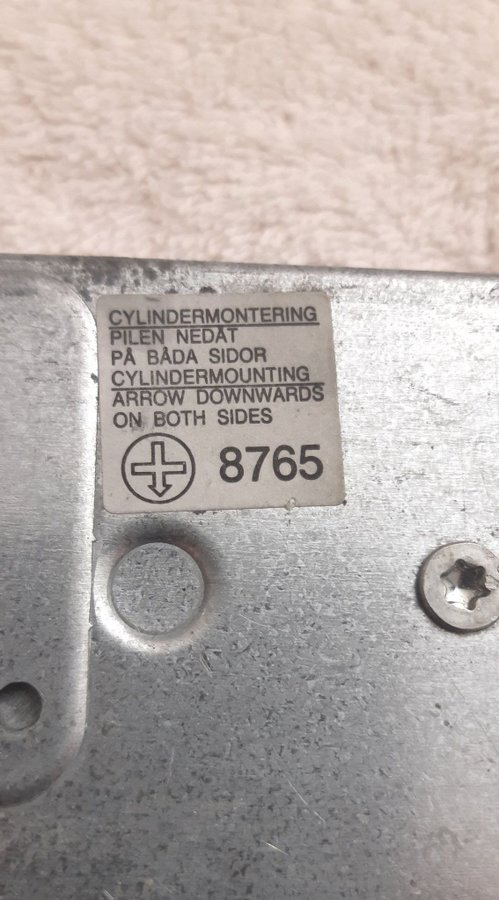 CYLINDERMONTERING
PILEN NEDÅT
PÅ BÅDA SIDOR
CYLINDERMOUNTING
ARROW DOWNWARDS
ON BOTH SIDES
8765